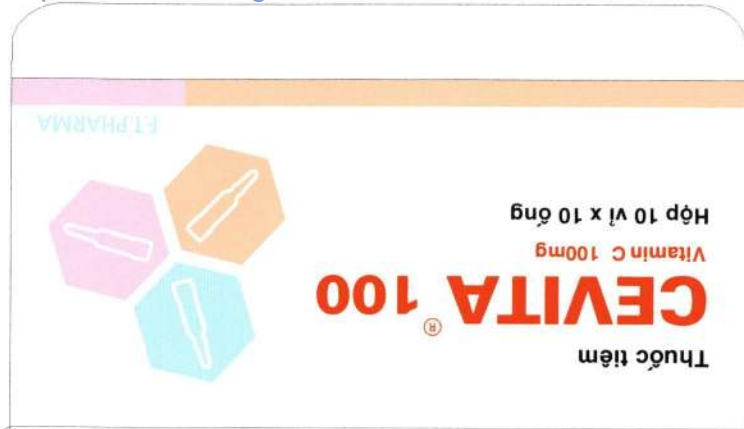 Thuốc tiêm
CEVITA® 100
Vitamin C 100mg
Hộp 10 vỉ x 10 ống
F.T.PHARMA